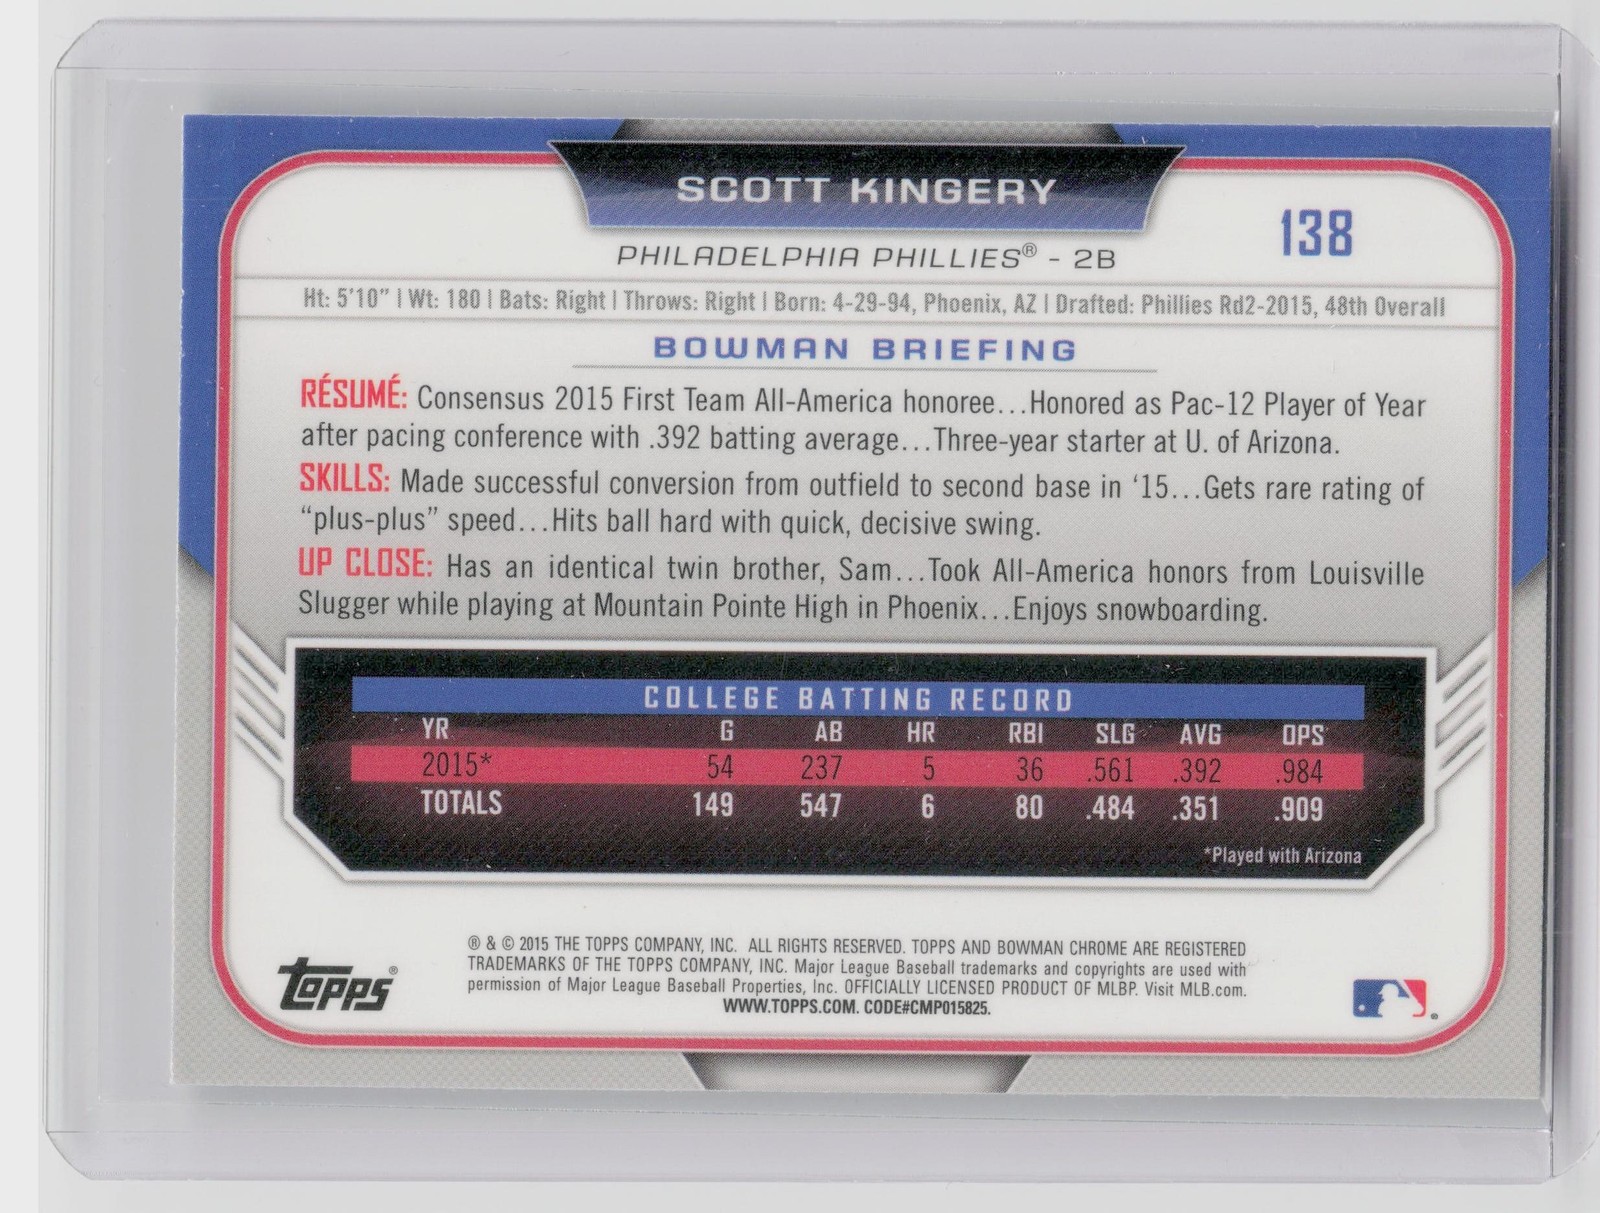 SCOTT KINGERY
138
PHILADELPHIA PHILLIES® - 2B
Ht: 5'10" | Wt: 180 | Bats: Right | Throws: Right | Born: 4-29-94, Phoenix, AZ | Drafted: Phillies Rd2-2015, 48th Overall
BOWMAN BRIEFING
RÉSUMÉ: Consensus 2015 First Team All-America honoree...Honored as Pac-12 Player of Year
after pacing conference with .392 batting average...Three-year starter at U. of Arizona.
SKILLS: Made successful conversion from outfield to second base in ‘15...Gets rare rating of
“plus-plus” speed...Hits ball hard with quick, decisive swing.
UP CLOSE: Has an identical twin brother, Sam...Took All-America honors from Louisville
Slugger while playing at Mountain Pointe High in Phoenix...Enjoys snowboarding.
COLLEGE BATTING RECORD
YR G AB HR RBI SLG AVG OPS
2015* 54 237 5 36 .561 .392 .984
TOTALS 149 547 6 80 .484 .351 .909
*Played with Arizona
® & © 2015 THE TOPPS COMPANY, INC. ALL RIGHTS RESERVED. TOPPS AND BOWMAN CHROME ARE REGISTERED
TRADEMARKS OF THE TOPPS COMPANY, INC. Major League Baseball trademarks and copyrights are used with
permission of Major League Baseball Properties, Inc. OFFICIALLY LICENSED PRODUCT OF MLBP. Visit MLB.com.
WWW.TOPPS.COM. CODE#CMP015825.
Topps®
®